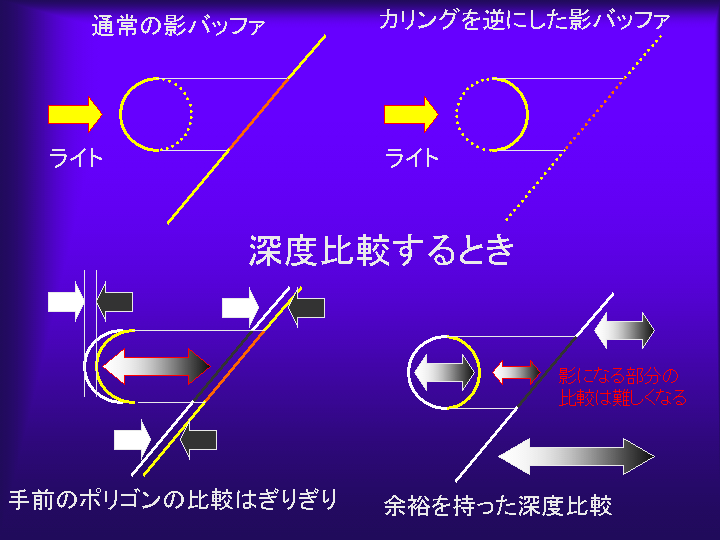 通常の影バッファ
カリングを逆にした影バッファ
ライト
ライト
深度比較するとき
影になる部分の
比較は難しくなる
手前のポリゴンの比較はぎりぎり
余裕を持った深度比較